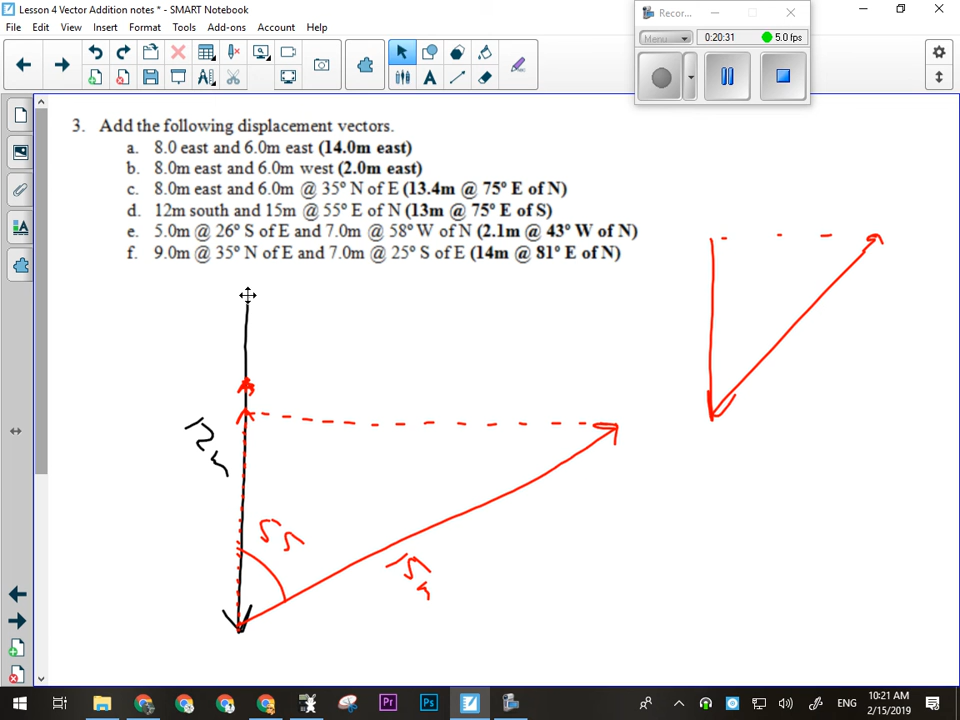 Lesson 4 Vector Addition notes * - SMART Notebook
File Edit View Insert Format Tools Add-ons Account Help
Recor...
Menu
0:20:31
5.0 fps
3. Add the following displacement vectors.
a. 8.0 east and 6.0m east (14.0m east)
b. 8.0m east and 6.0m west (2.0m east)
c. 8.0m east and 6.0m @ 35° N of E (13.4m @ 75° E of N)
d. 12m south and 15m @ 55° E of N (13m @ 75° E of S)
e. 5.0m @ 26° S of E and 7.0m @ 58° W of N (2.1m @ 43° W of N)
f. 9.0m @ 35° N of E and 7.0m @ 25° S of E (14m @ 81° E of N)
12m
55
15
Pr
Ps
ENG
10:21 AM
2/15/2019